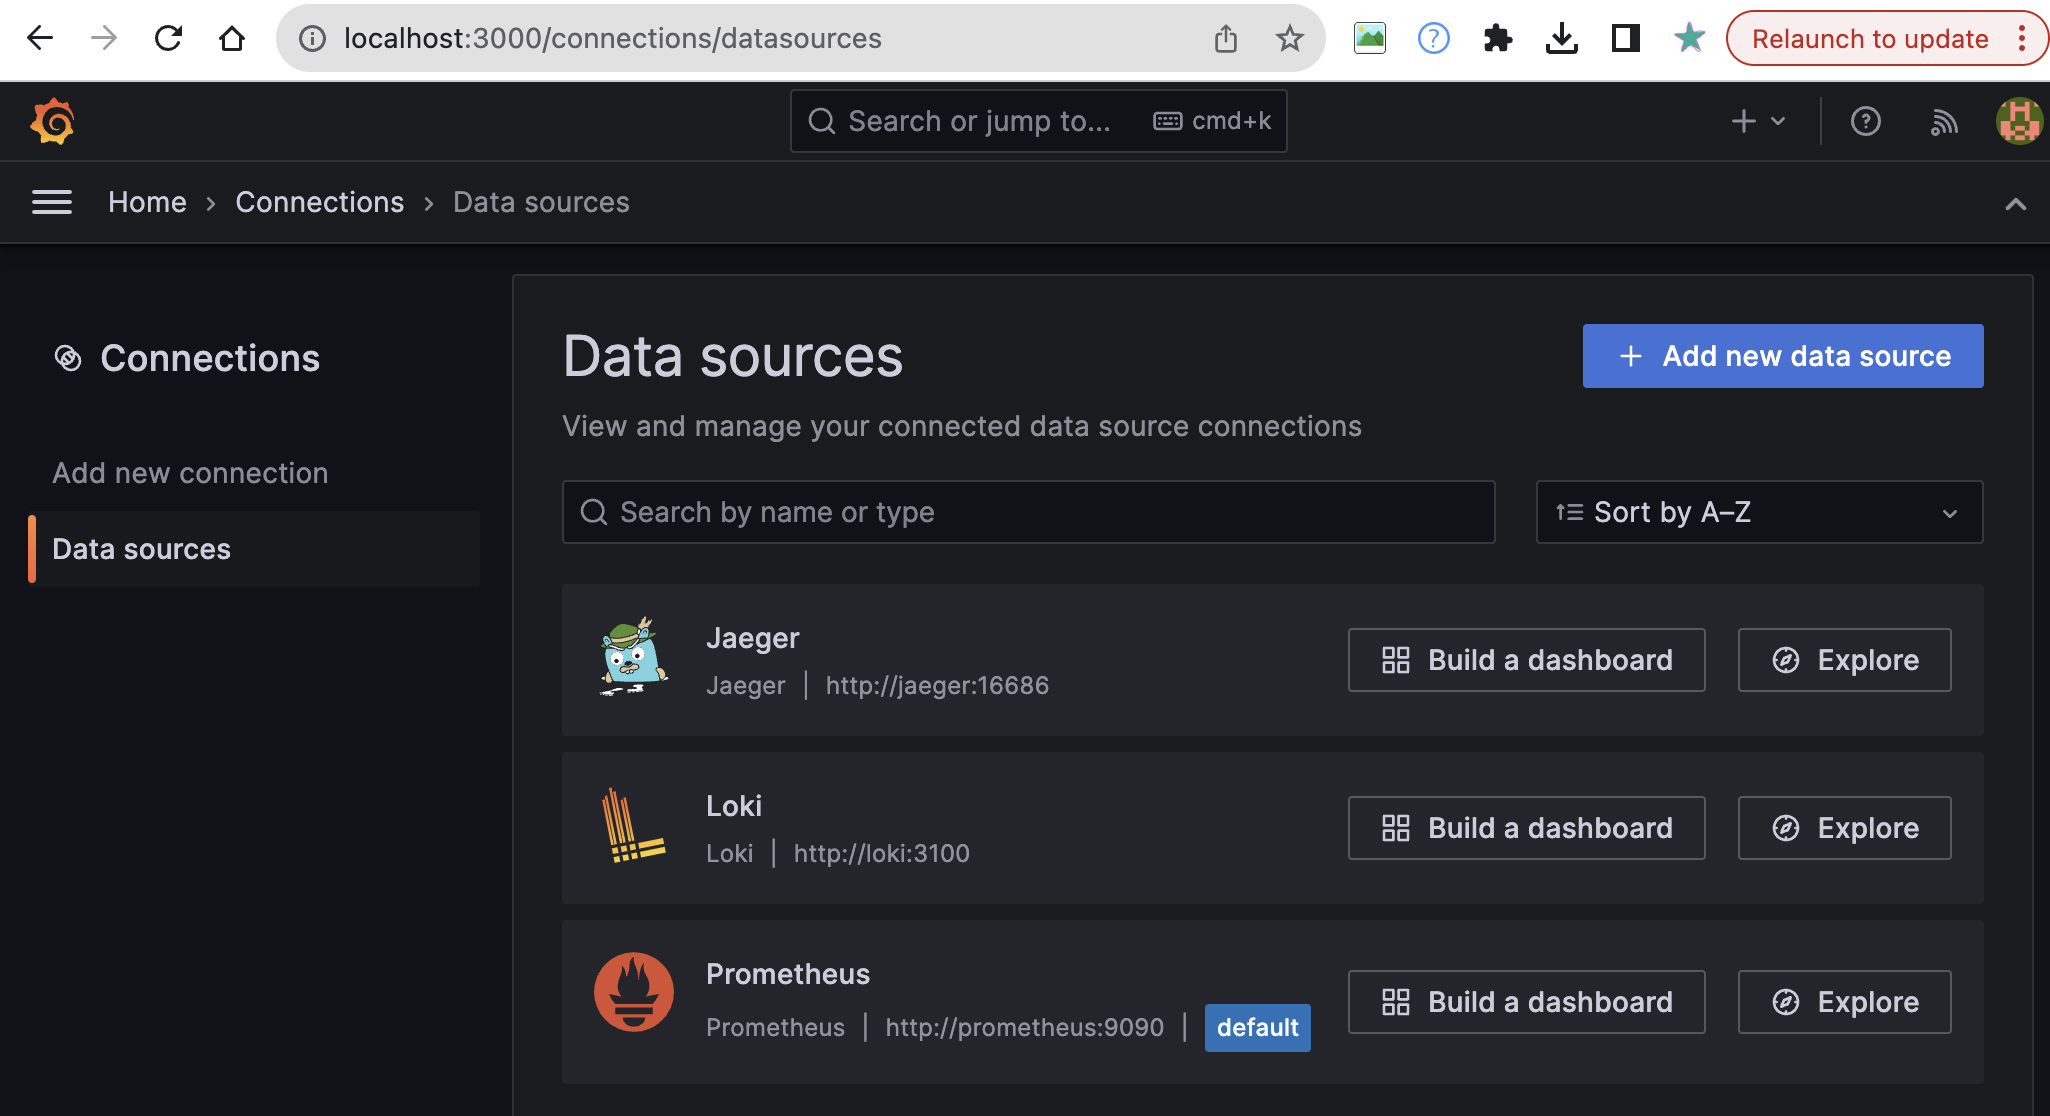 localhost:3000/connections/datasources
Relaunch to update
Search or jump to...
cmd+k
Home › Connections › Data sources
Connections
Add new connection
Data sources
Data sources
Add new data source
View and manage your connected data source connections
Search by name or type
Sort by A–Z
Jaeger
Jaeger | http://jaeger:16686
Build a dashboard
Explore
Loki
Loki | http://loki:3100
Build a dashboard
Explore
Prometheus
Prometheus | http://prometheus:9090 | default
Build a dashboard
Explore